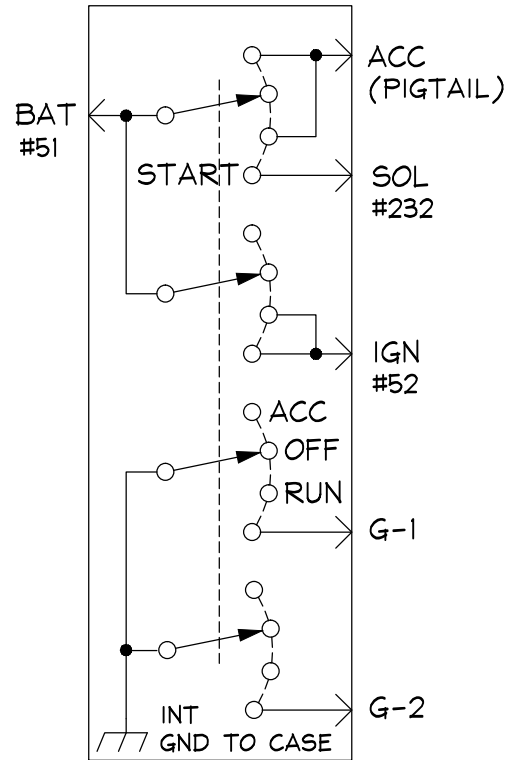 ACC
(PIGTAIL)
BAT
#51
START
SOL
#232
IGN
#52
ACC
OFF
RUN
G-1
G-2
INT
GND TO CASE